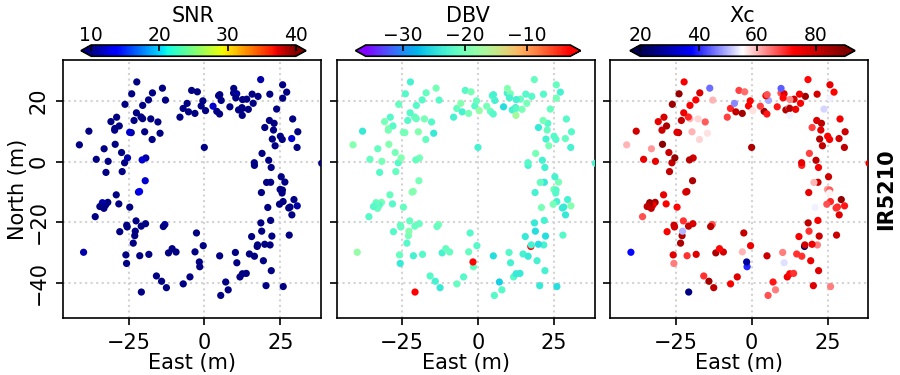 SNR DBV Xc
10 20 30 40 −30 −20 −10 20 40 60 80
20
0
−20
−40
North (m)
IR5210
−25 0 25 −25 0 25 −25 0 25
East (m) East (m) East (m)